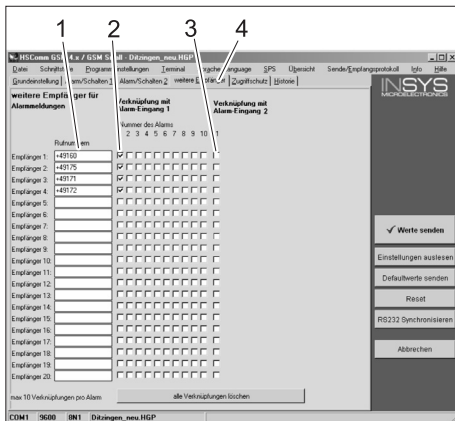 1 2 3 4
HSComm GSM 4.x / GSM Small - Ditzingen_neu.HGP
Datei Schnittstelle Programmeinstellungen Terminal Sprache/Language SPS Übersicht Sende/Empfangsprotokoll Info Hilfe
Grundeinstellung Alarm/Schalten 1 Alarm/Schalten 2 weitere Empfänger Zugriffschutz Historie
INSYS
MICROELECTRONICS
weitere Empfänger für
Alarmmeldungen
Verknüpfung mit
Alarm-Eingang 1
Verknüpfung mit
Alarm-Eingang 2
Nummer des Alarms
2 3 4 5 6 7 8 9 10 1
Rufnummern
Empfänger 1: +49160
Empfänger 2: +49175
Empfänger 3: +49171
Empfänger 4: +49172
Empfänger 5:
Empfänger 6:
Empfänger 7:
Empfänger 8:
Empfänger 9:
Empfänger 10:
Empfänger 11:
Empfänger 12:
Empfänger 13:
Empfänger 14:
Empfänger 15:
Empfänger 16:
Empfänger 17:
Empfänger 18:
Empfänger 19:
Empfänger 20:
Werte senden
Einstellungen auslesen
Defaultwerte senden
Reset
RS232 Synchronisieren
Abbrechen
max 10 Verknüpfungen pro Alarm
alle Verknüpfungen löschen
COM1 9600 8N1 Ditzingen_neu.HGP